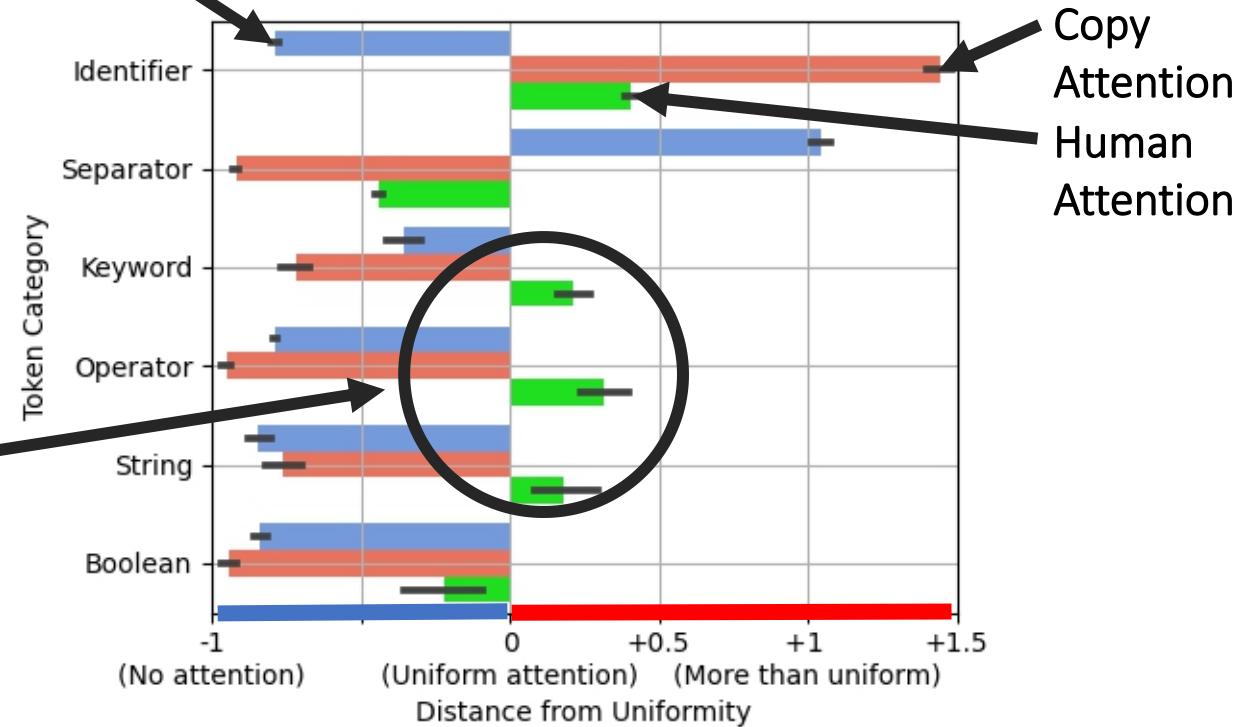 Copy
Attention
Human
Attention
Token Category
Identifier
Separator
Keyword
Operator
String
Boolean
-1 0 +0.5 +1 +1.5
(No attention) (Uniform attention) (More than uniform)
Distance from Uniformity